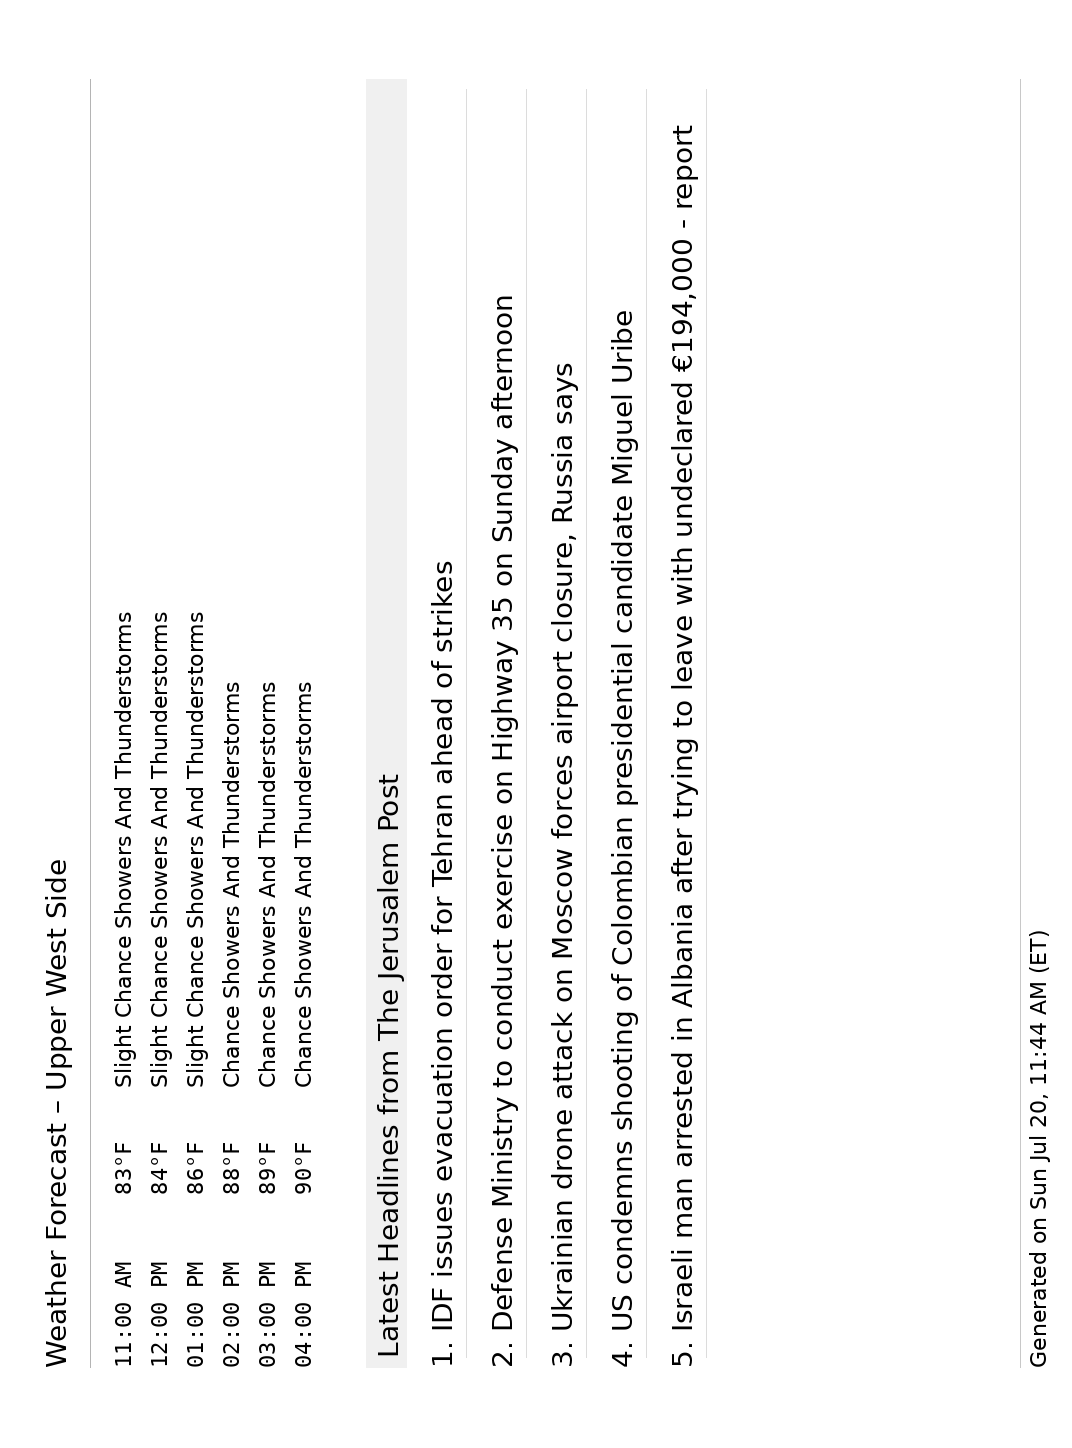 Weather Forecast – Upper West Side
11:00 AM 83°F Slight Chance Showers And Thunderstorms
12:00 PM 84°F Slight Chance Showers And Thunderstorms
01:00 PM 86°F Slight Chance Showers And Thunderstorms
02:00 PM 88°F Chance Showers And Thunderstorms
03:00 PM 89°F Chance Showers And Thunderstorms
04:00 PM 90°F Chance Showers And Thunderstorms
Latest Headlines from The Jerusalem Post
1. IDF issues evacuation order for Tehran ahead of strikes
2. Defense Ministry to conduct exercise on Highway 35 on Sunday afternoon
3. Ukrainian drone attack on Moscow forces airport closure, Russia says
4. US condemns shooting of Colombian presidential candidate Miguel Uribe
5. Israeli man arrested in Albania after trying to leave with undeclared €194,000 - report
Generated on Sun Jul 20, 11:44 AM (ET)